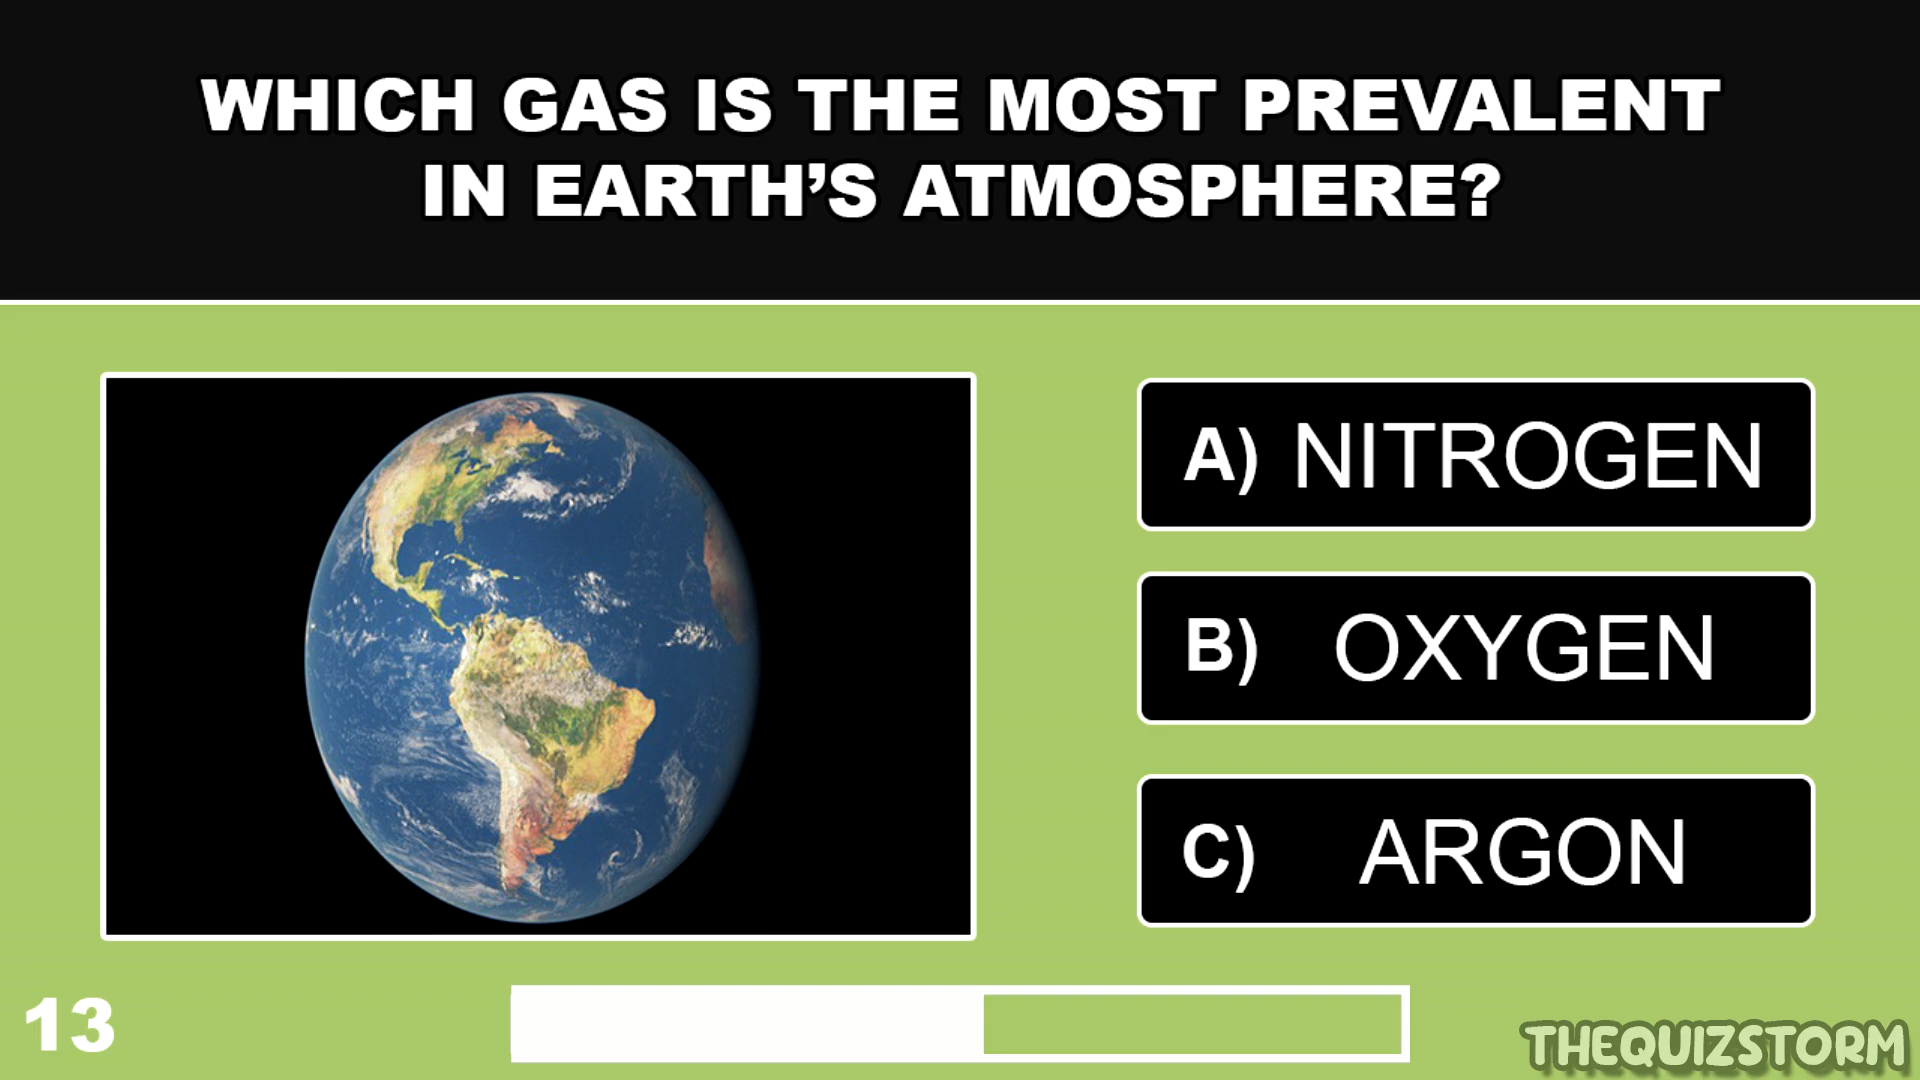 WHICH GAS IS THE MOST PREVALENT
IN EARTH’S ATMOSPHERE?
A) NITROGEN
B) OXYGEN
C) ARGON
13
THEQUIZSTORM